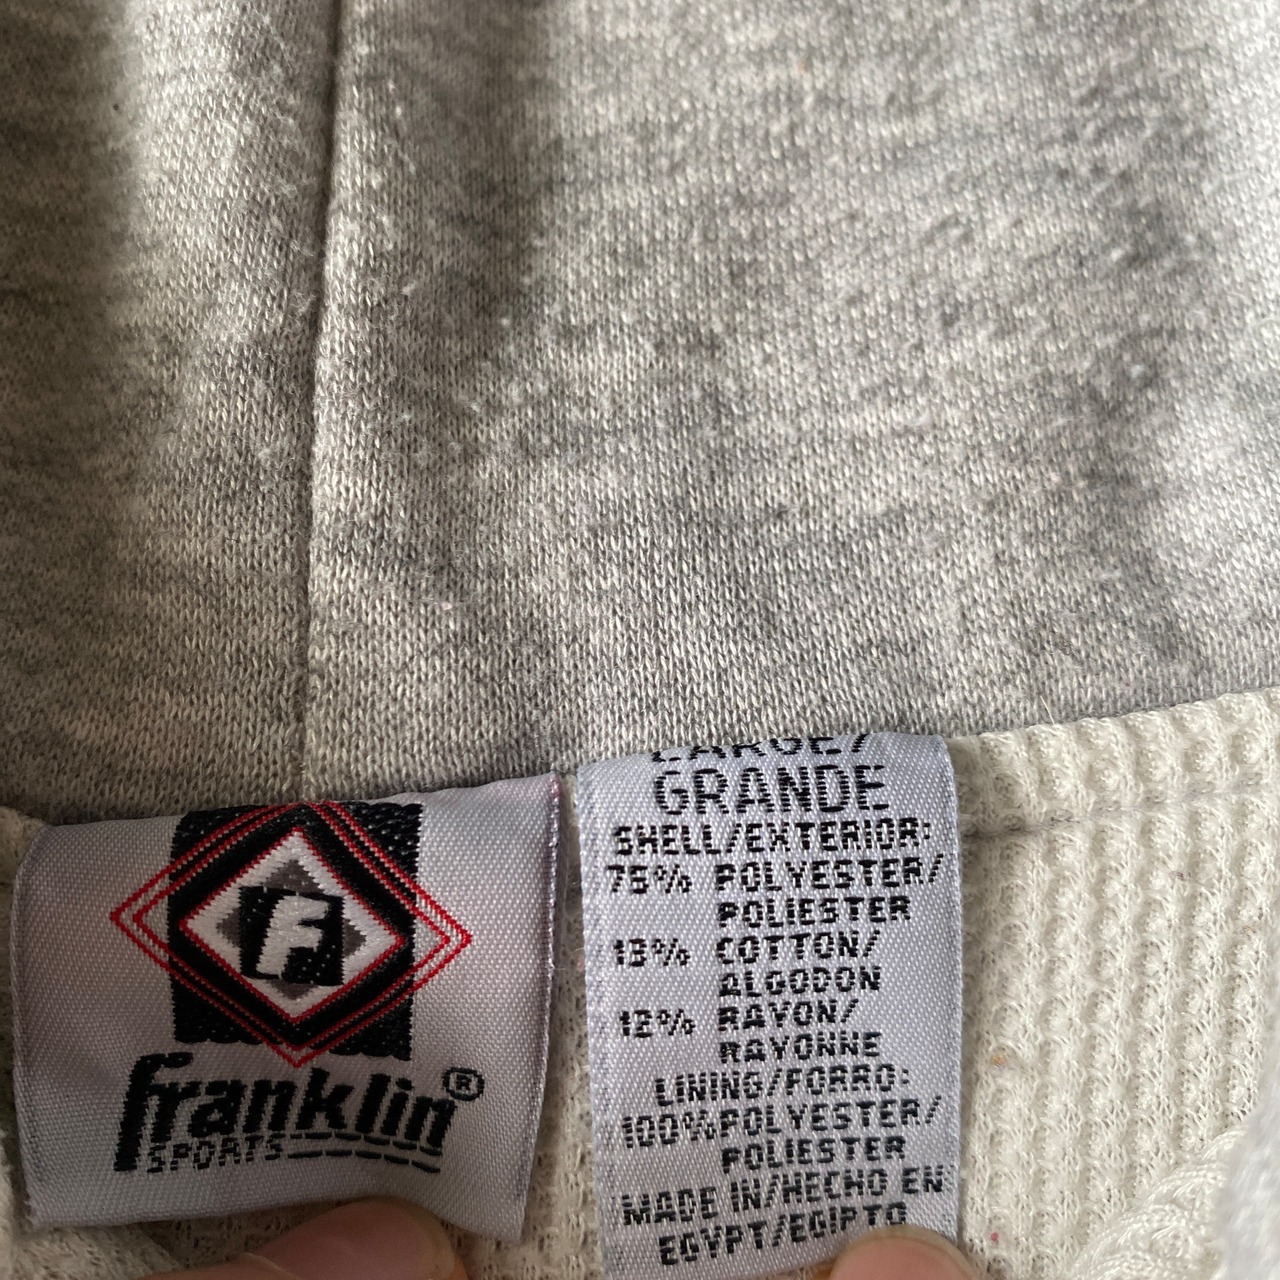 F
franklin®
SPORTS
LARGE/
GRANDE
SHELL/EXTERIOR:
75% POLYESTER/
POLIESTER
13% COTTON/
ALGODON
12% RAYON/
RAYONNE
LINING/FORRO:
100%POLYESTER/
POLIESTER
MADE IN/HECHO EN
EGYPT/EGIPTO